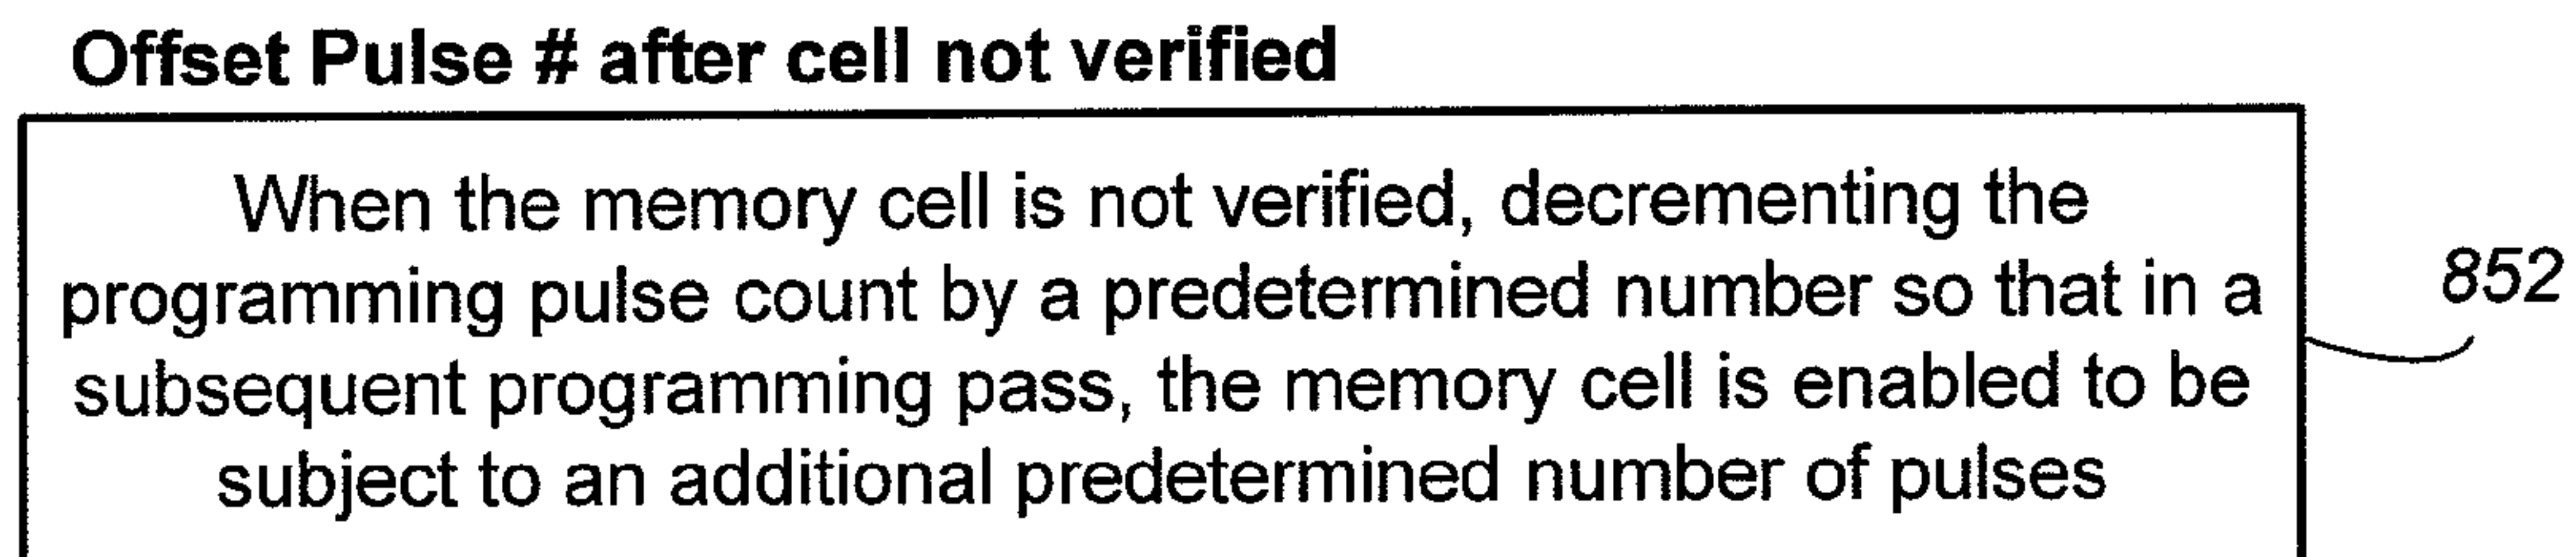 Offset Pulse # after cell not verified
When the memory cell is not verified, decrementing the
programming pulse count by a predetermined number so that in a
subsequent programming pass, the memory cell is enabled to be
subject to an additional predetermined number of pulses
852